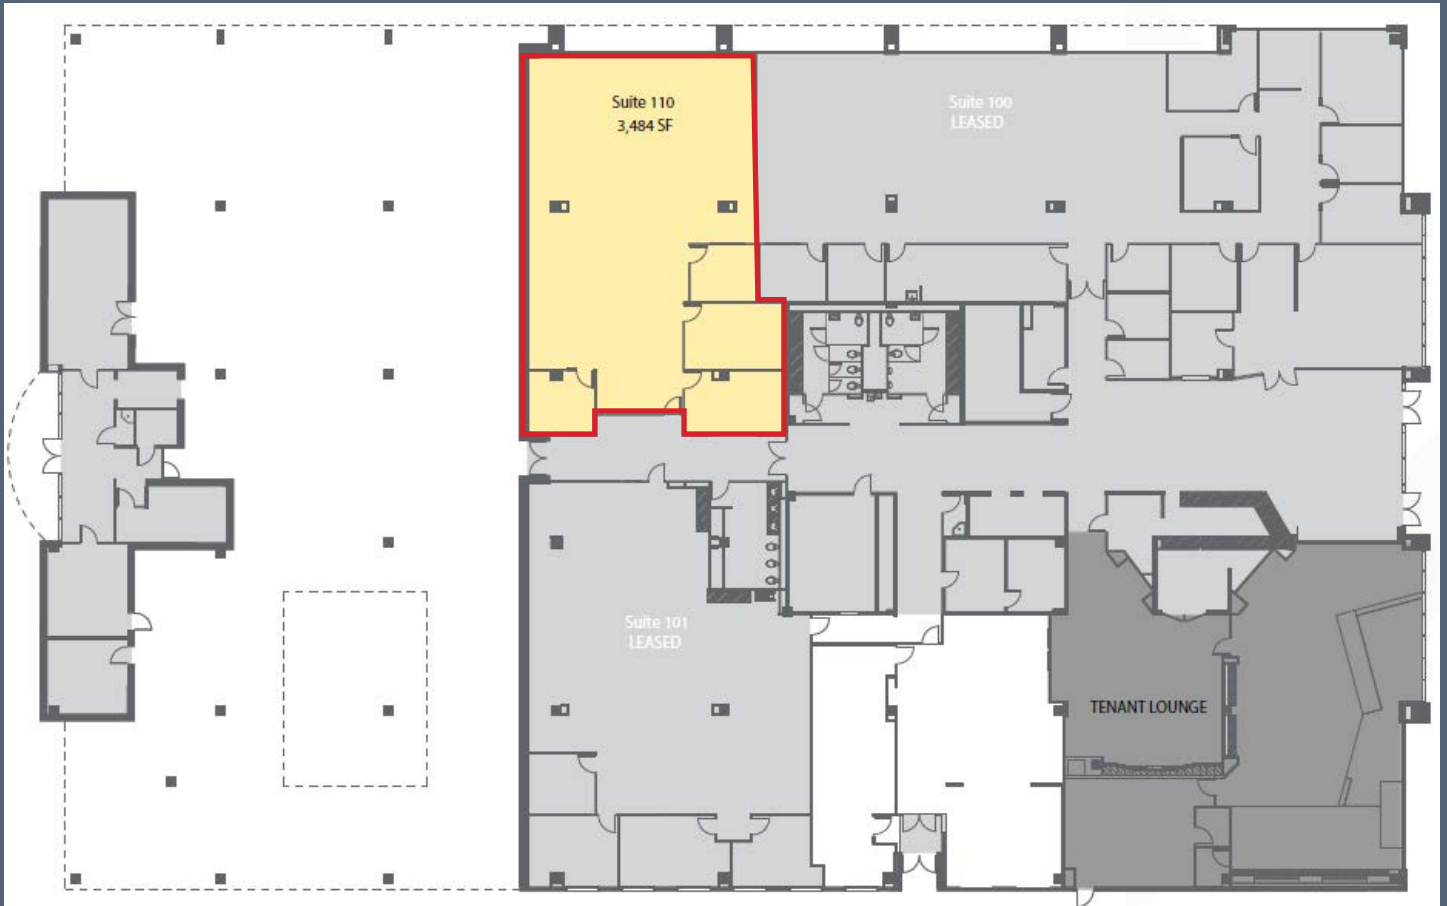 Suite 110
3,484 SF
Suite 100
LEASED
Suite 101
LEASED
TENANT LOUNGE